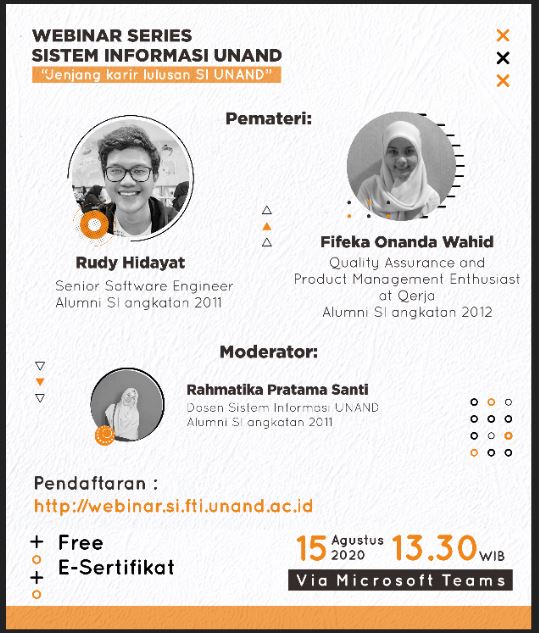 WEBINAR SERIES
SISTEM INFORMASI UNAND
"Jenjang karir lulusan SI UNAND"
Pemateri:
Rudy Hidayat
Senior Software Engineer
Alumni SI angkatan 2011
Fifeka Onanda Wahid
Quality Assurance and
Product Management Enthusiast
at Qerja
Alumni SI angkatan 2012
Moderator:
Rahmatika Pratama Santi
Dosen Sistem Informasi UNAND
Alumni SI angkatan 2011
Pendaftaran :
http://webinar.si.fti.unand.ac.id
Free
E-Sertifikat
15 Agustus 2020 13.30 WIB
Via Microsoft Teams